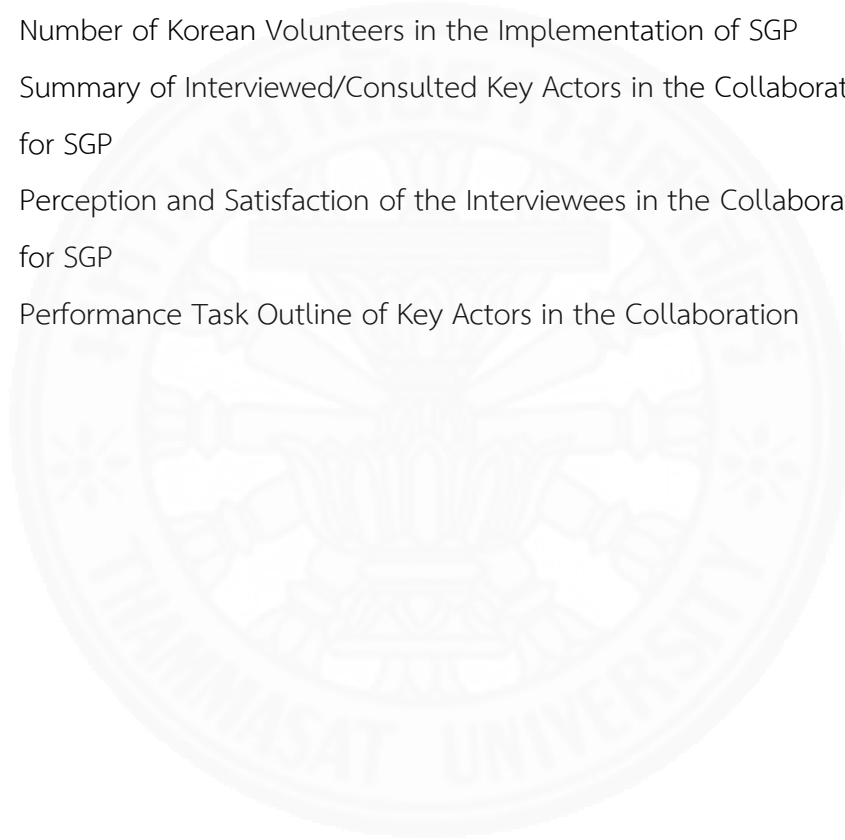 Number of Korean Volunteers in the Implementation of SGP
Summary of Interviewed/Consulted Key Actors in the Collaborat
for SGP
Perception and Satisfaction of the Interviewees in the Collabora
for SGP
Performance Task Outline of Key Actors in the Collaboration
THAMMASAT UNIVERSITY